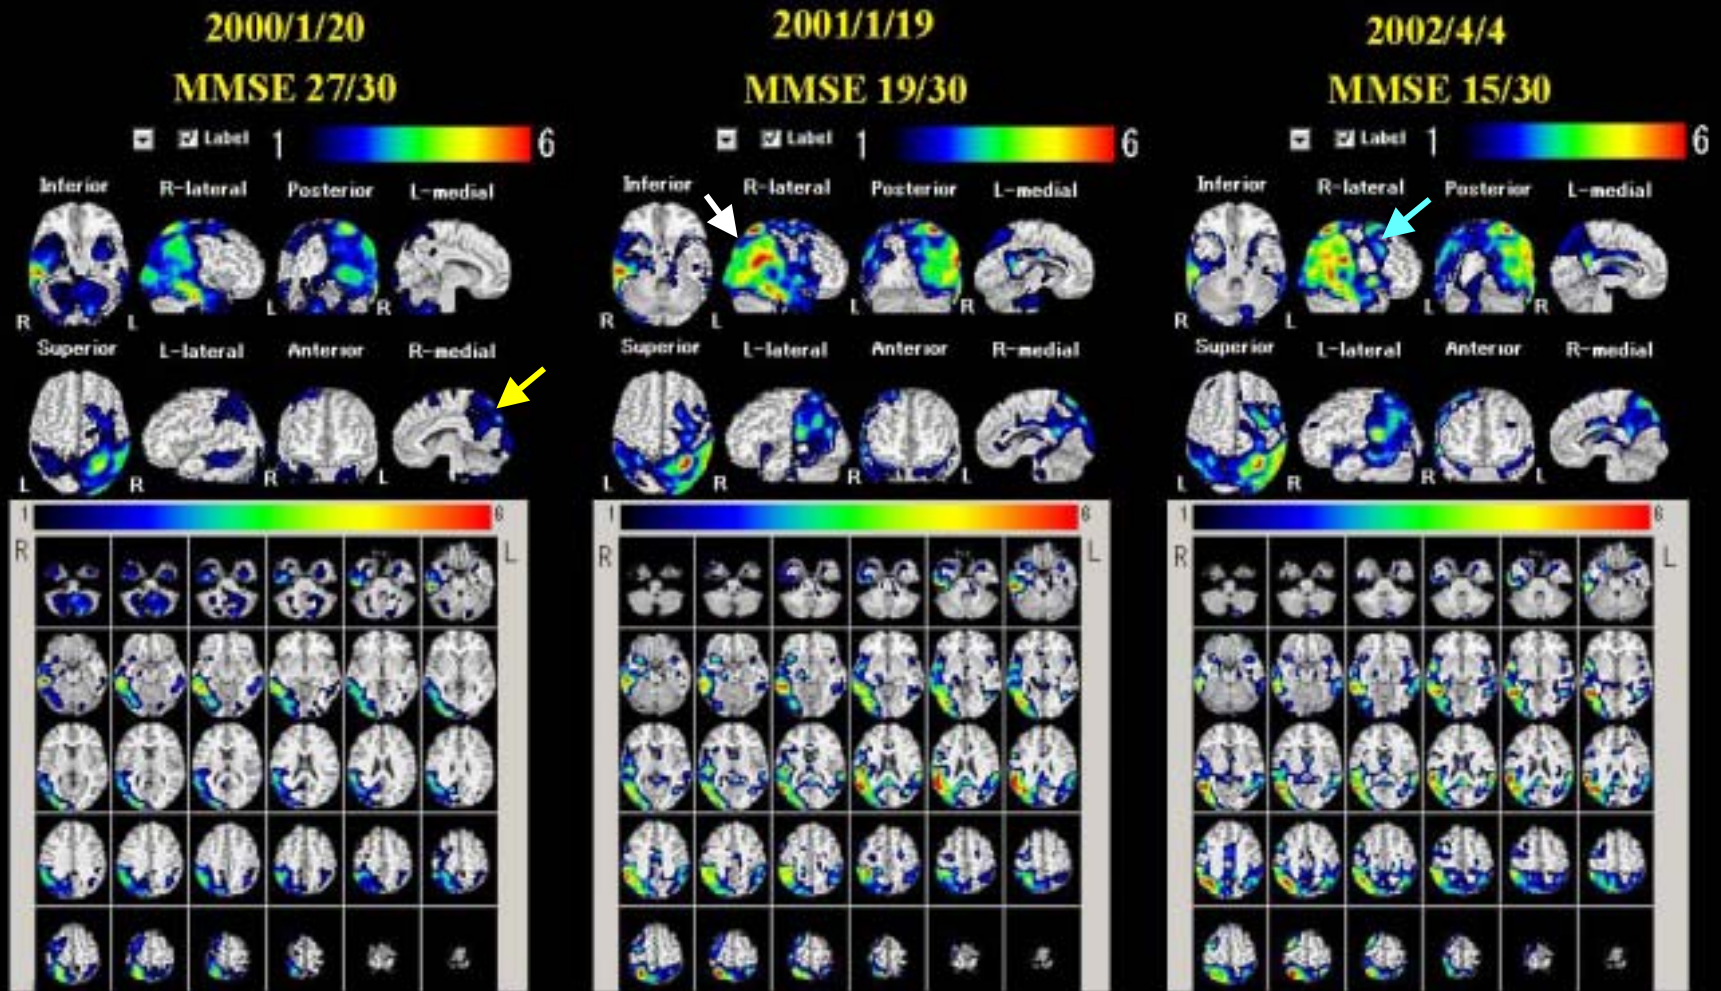 2000/1/20
MMSE 27/30
Label 1 6
Inferior R-lateral Posterior L-medial
R L L R
Superior L-lateral Anterior R-medial
L R R L
1 6
R L
2001/1/19
MMSE 19/30
Label 1 6
Inferior R-lateral Posterior L-medial
R L L R
Superior L-lateral Anterior R-medial
L R R L
1 6
R L
2002/4/4
MMSE 15/30
Label 1 6
Inferior R-lateral Posterior L-medial
R L L R
Superior L-lateral Anterior R-medial
L R R L
1 6
R L